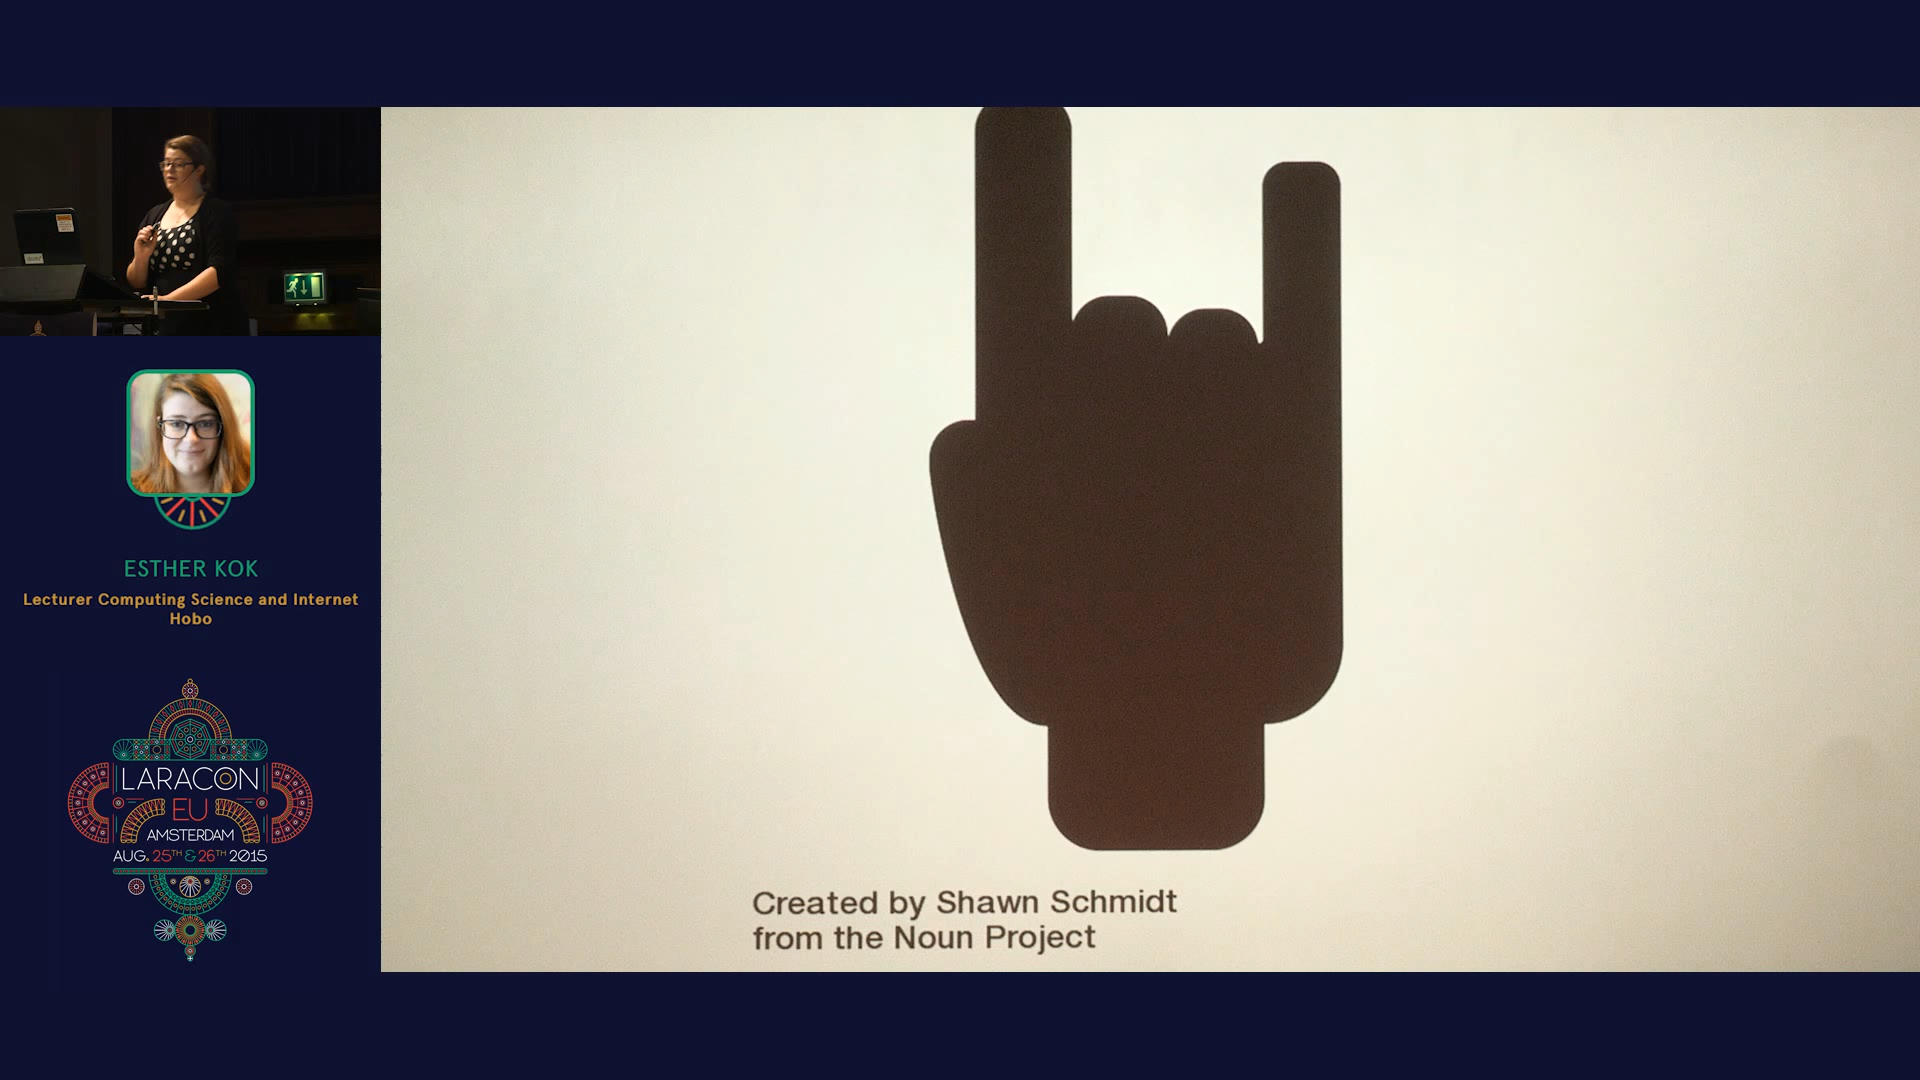 ESTHER KOK
Lecturer Computing Science and Internet
Hobo
LARACON
EU
AMSTERDAM
AUG. 25TH & 26TH 2015
Created by Shawn Schmidt
from the Noun Project